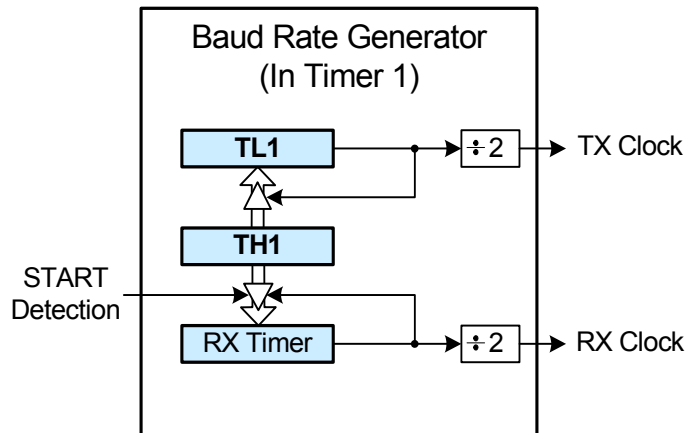 Baud Rate Generator
(In Timer 1)
TL1
÷2
TX Clock
TH1
START
Detection
RX Timer
÷2
RX Clock